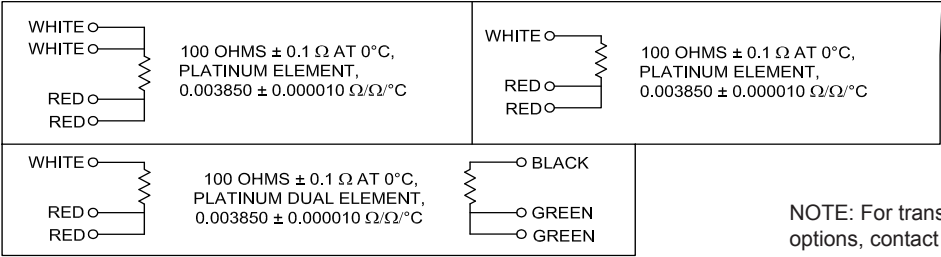 WHITE
WHITE
RED
RED
100 OHMS ± 0.1 Ω AT 0°C,
PLATINUM ELEMENT,
0.003850 ± 0.000010 Ω/Ω/°C
WHITE
RED
RED
100 OHMS ± 0.1 Ω AT 0°C,
PLATINUM ELEMENT,
0.003850 ± 0.000010 Ω/Ω/°C
WHITE
RED
RED
100 OHMS ± 0.1 Ω AT 0°C,
PLATINUM DUAL ELEMENT,
0.003850 ± 0.000010 Ω/Ω/°C
BLACK
GREEN
GREEN
NOTE: For trans
options, contact